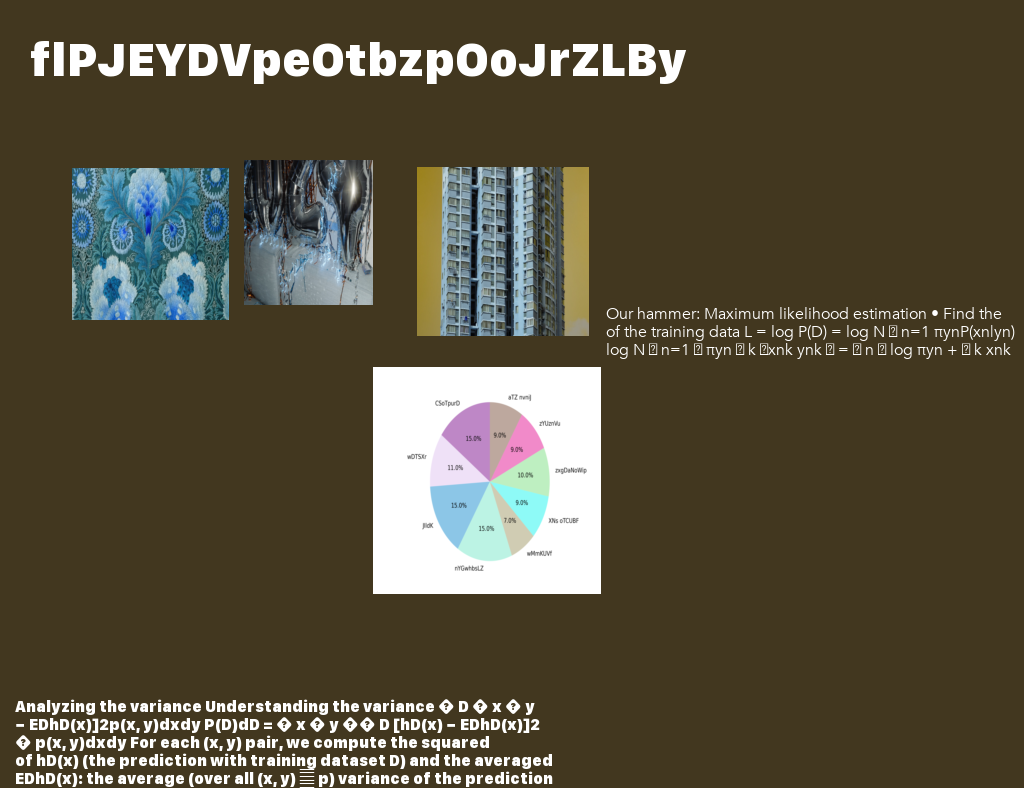 flPJEYDVpeOtbzpOoJrZLBy
Our hammer: Maximum likelihood estimation • Find the
of the training data L = log P(D) = log N � n=1 πynP(xnlyn)
log N � n=1 � πyn � k �xnk ynk � = � n � log πyn + � k xnk
aTZ nvniJ
CSoTpurD
zYUznVu
15.0%
9.0%
9.0%
wDTSXr
11.0%
10.0%
zxgDaNoWip
15.0%
9.0%
7.0%
XNs oTCUBF
JlIdK
15.0%
wMmKUVf
nYGwhbsLZ
Analyzing the variance Understanding the variance � D � x � y
− EDhD(x)]2p(x, y)dxdy P(D)dD = � x � y �� D [hD(x) − EDhD(x)]2
� p(x, y)dxdy For each (x, y) pair, we compute the squared
of hD(x) (the prediction with training dataset D) and the averaged
EDhD(x): the average (over all (x, y) p) variance of the prediction